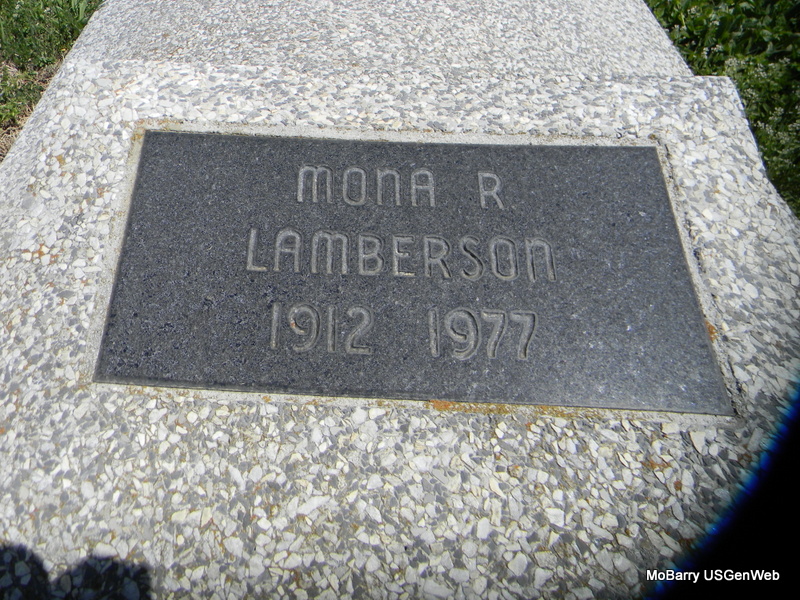 MONA R
LAMBERSON
1912 1977
MoBarry USGenWeb